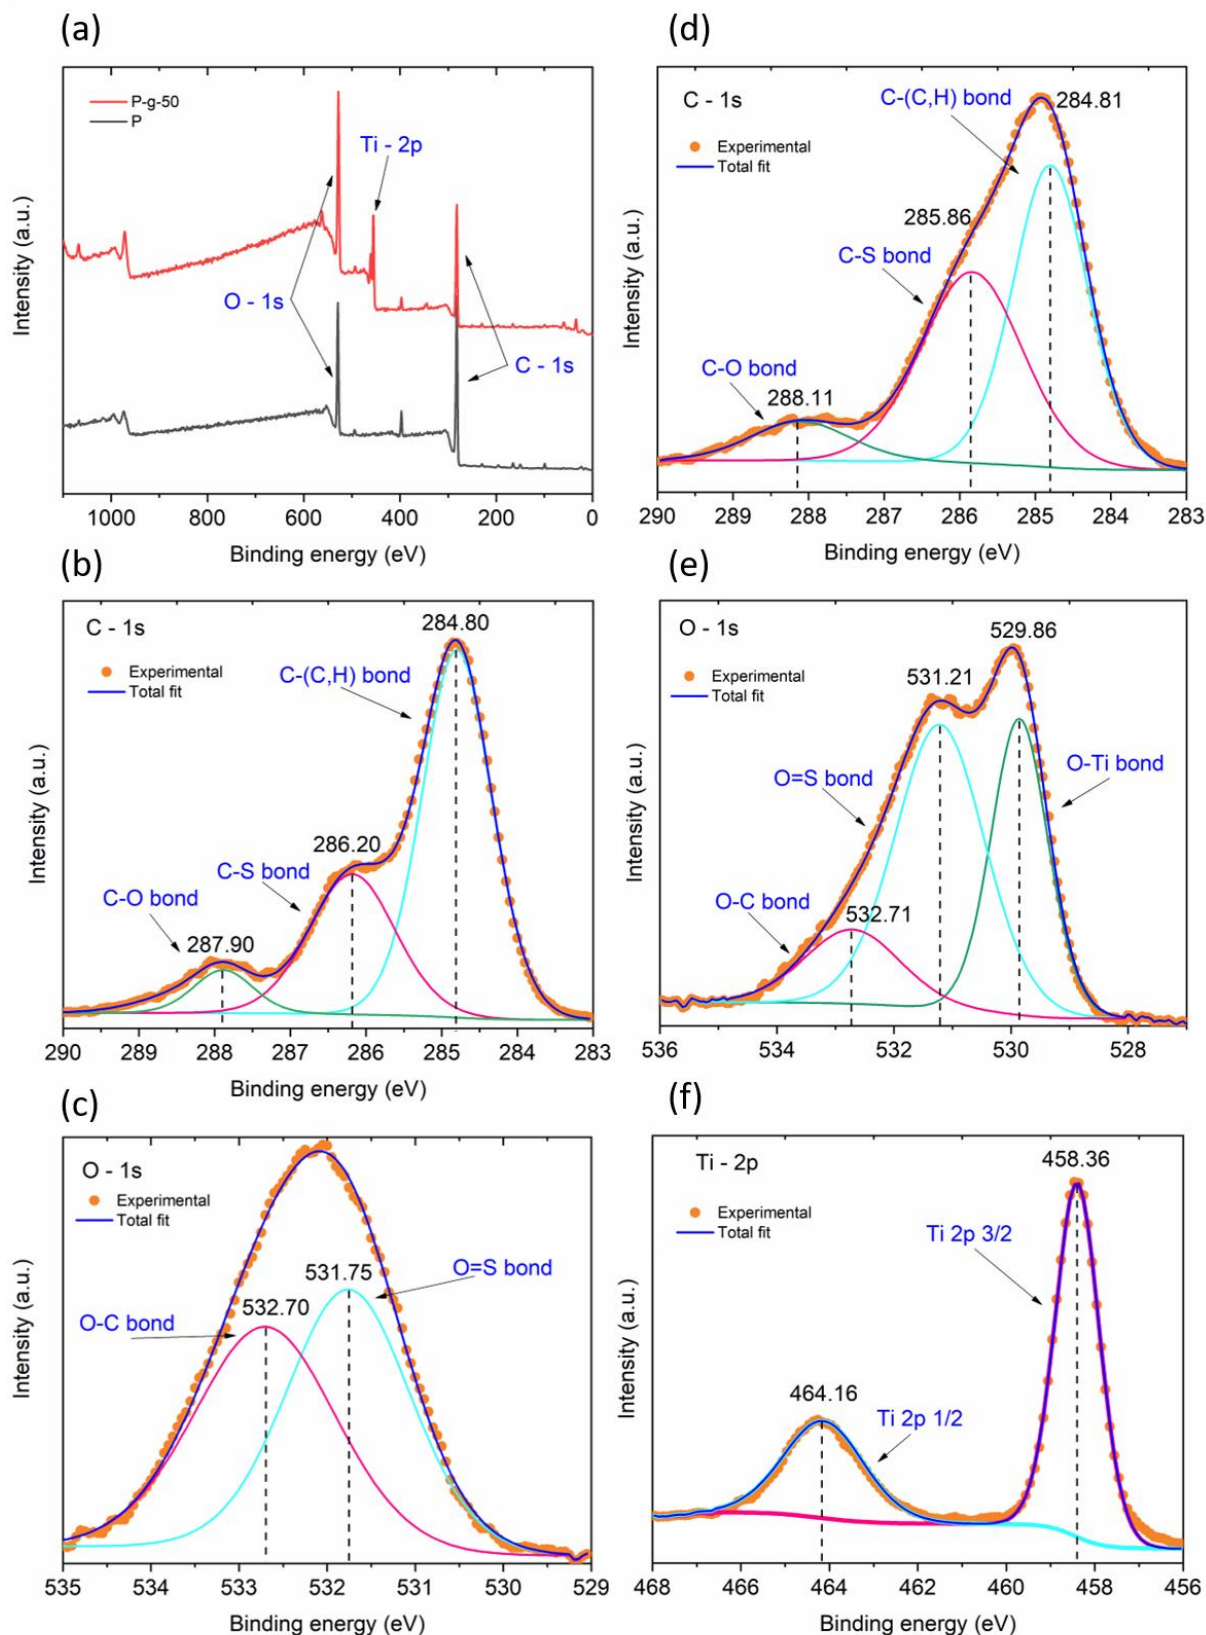 (a)
P-g-50
P
Ti - 2p
O - 1s
C - 1s
Intensity (a.u.)
1000 800 600 400 200 0
Binding energy (eV)
(d)
C - 1s
Experimental
Total fit
C-(C,H) bond
284.81
285.86
C-S bond
C-O bond
288.11
Intensity (a.u.)
290 289 288 287 286 285 284 283
Binding energy (eV)
(b)
C - 1s
Experimental
Total fit
284.80
C-(C,H) bond
286.20
C-S bond
C-O bond
287.90
Intensity (a.u.)
290 289 288 287 286 285 284 283
Binding energy (eV)
(e)
O - 1s
Experimental
Total fit
529.86
531.21
O=S bond
O-Ti bond
O-C bond
532.71
Intensity (a.u.)
536 534 532 530 528
Binding energy (eV)
(c)
O - 1s
Experimental
Total fit
531.75
O=S bond
532.70
O-C bond
Intensity (a.u.)
535 534 533 532 531 530 529
Binding energy (eV)
(f)
Ti - 2p
Experimental
Total fit
458.36
Ti 2p 3/2
464.16
Ti 2p 1/2
Intensity (a.u.)
468 466 464 462 460 458 456
Binding energy (eV)